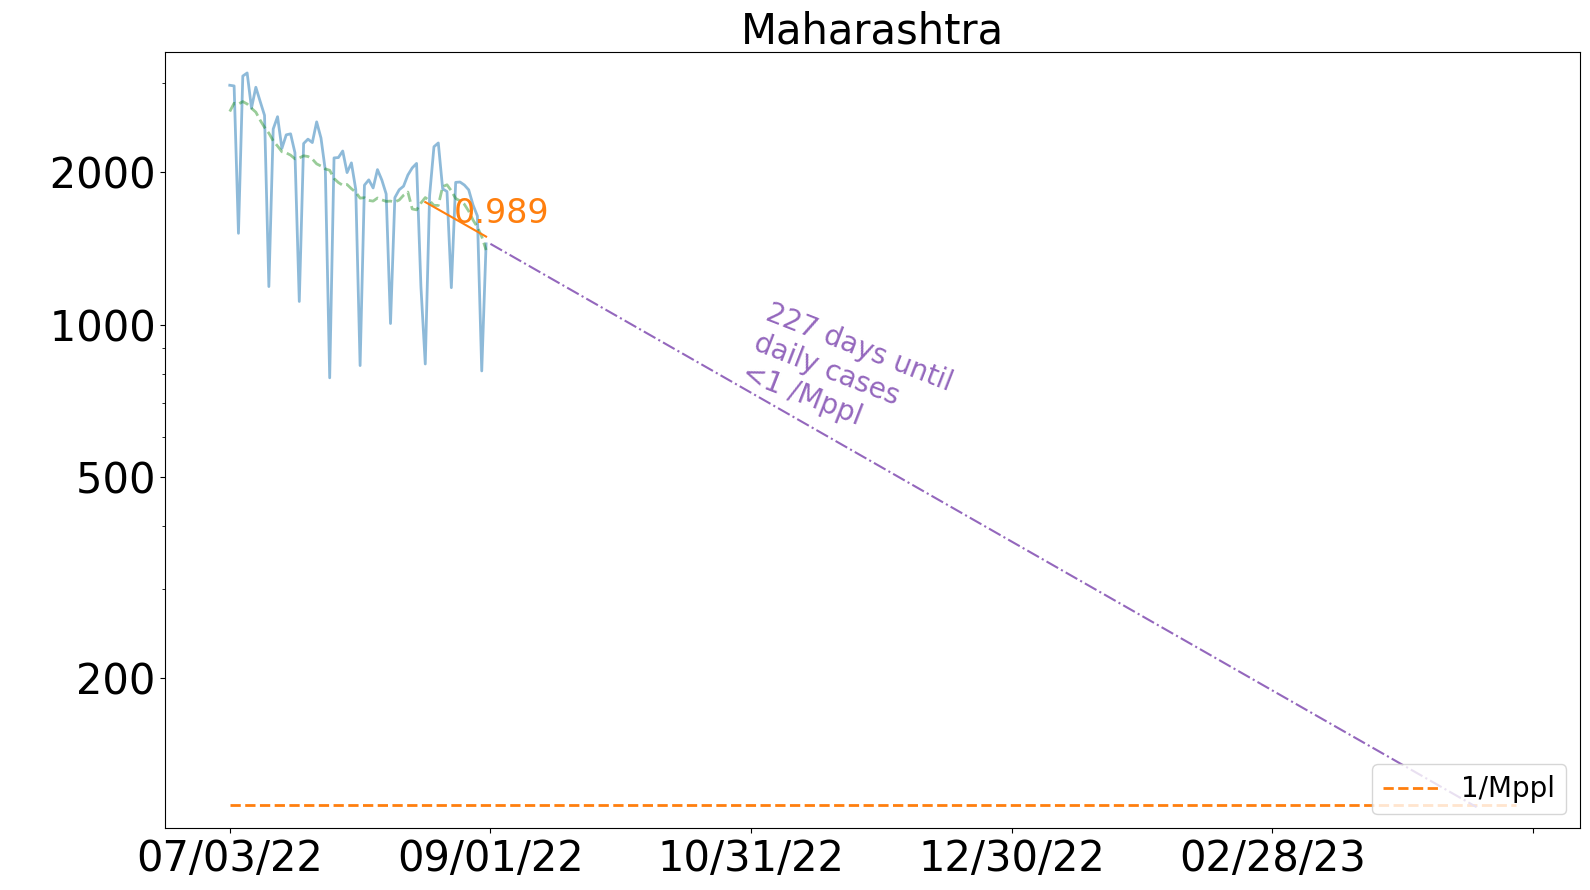 Maharashtra
2000
1000
500
200
0.989
227 days until
daily cases
<1 /Mppl
1/Mppl
07/03/22
09/01/22
10/31/22
12/30/22
02/28/23